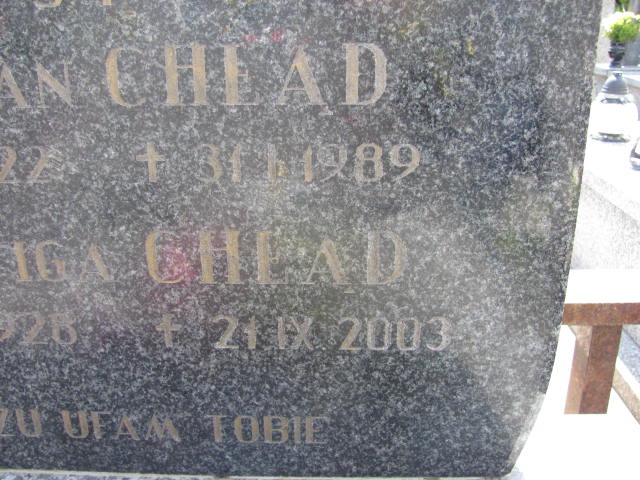 AN CHEAD
22 + 31 I 1989
IGA CHEAD
928 + 21 IX 2003
ZU UFAM TOBIE